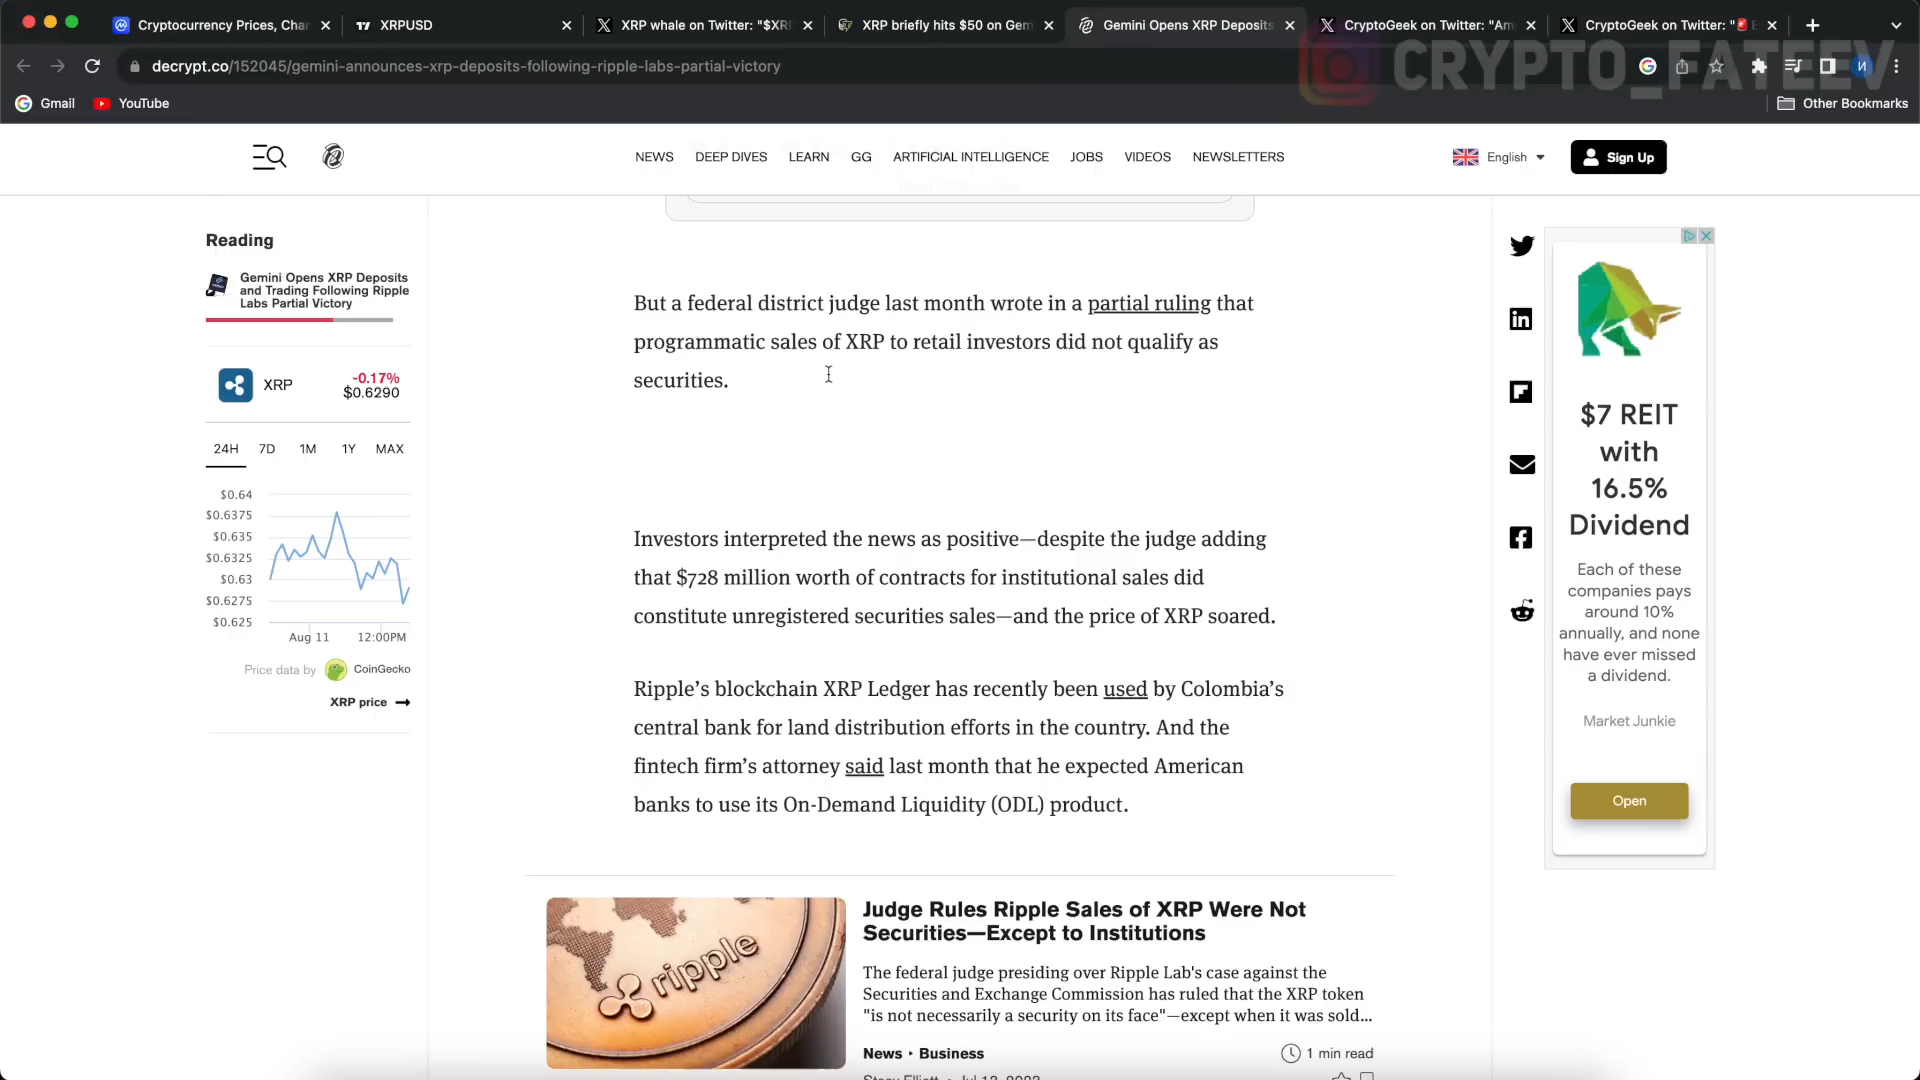 Cryptocurrency Prices, Char
XRPUSD
XRP whale on Twitter: "$XR
XRP briefly hits $50 on Gem
Gemini Opens XRP Deposits
CryptoGeek on Twitter: "Am
CryptoGeek on Twitter: "🚨
decrypt.co/152045/gemini-announces-xrp-deposits-following-ripple-labs-partial-victory
CRYPTO_FATEEV
Gmail
YouTube
Other Bookmarks
NEWS DEEP DIVES LEARN GG ARTIFICIAL INTELLIGENCE JOBS VIDEOS NEWSLETTERS
English
Sign Up
Reading
Gemini Opens XRP Deposits
and Trading Following Ripple
Labs Partial Victory
XRP
-0.17%
$0.6290
24H 7D 1M 1Y MAX
$0.64
$0.6375
$0.635
$0.6325
$0.63
$0.6275
$0.625
Aug 11 12:00PM
Price data by CoinGecko
XRP price →
But a federal district judge last month wrote in a partial ruling that
programmatic sales of XRP to retail investors did not qualify as
securities.
Investors interpreted the news as positive—despite the judge adding
that $728 million worth of contracts for institutional sales did
constitute unregistered securities sales—and the price of XRP soared.
Ripple’s blockchain XRP Ledger has recently been used by Colombia’s
central bank for land distribution efforts in the country. And the
fintech firm’s attorney said last month that he expected American
banks to use its On-Demand Liquidity (ODL) product.
ripple
Judge Rules Ripple Sales of XRP Were Not
Securities—Except to Institutions
The federal judge presiding over Ripple Lab's case against the
Securities and Exchange Commission has ruled that the XRP token
"is not necessarily a security on its face"—except when it was sold...
News • Business
1 min read
$7 REIT
with
16.5%
Dividend
Each of these
companies pays
around 10%
annually, and none
have ever missed
a dividend.
Market Junkie
Open